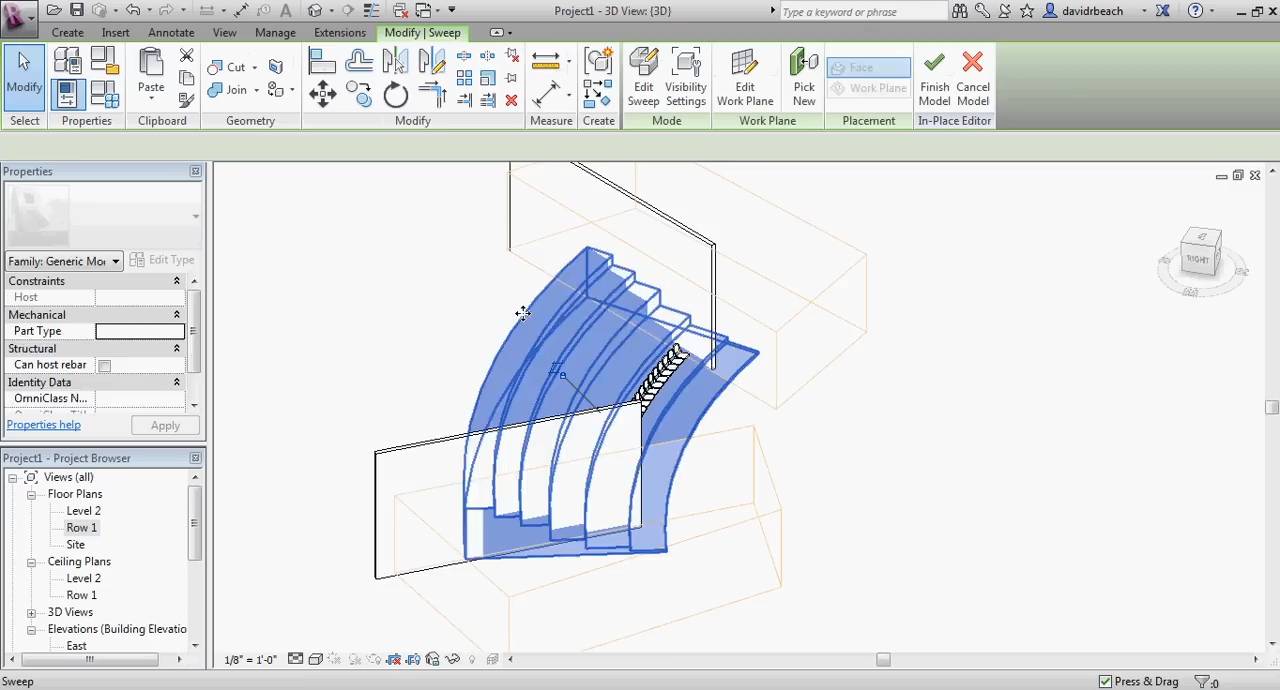 Project1 - 3D View: {3D}
Type a keyword or phrase
davidrbeach
Create Insert Annotate View Manage Extensions Modify | Sweep
Modify
Paste
Cut
Join
Edit Sweep
Visibility Settings
Edit Work Plane
Pick New
Face
Work Plane
Finish Model
Cancel Model
Select Properties Clipboard Geometry Modify Measure Create Mode Work Plane Placement In-Place Editor
Properties
Family: Generic Mo
Edit Type
Constraints
Host
Mechanical
Part Type
Structural
Can host rebar
Identity Data
OmniClass N...
Properties help
Apply
Project1 - Project Browser
Views (all)
Floor Plans
Level 2
Row 1
Site
Ceiling Plans
Level 2
Row 1
3D Views
Elevations (Building Elevatio
East
RIGHT
1/8" = 1'-0"
Sweep
Press & Drag
:0